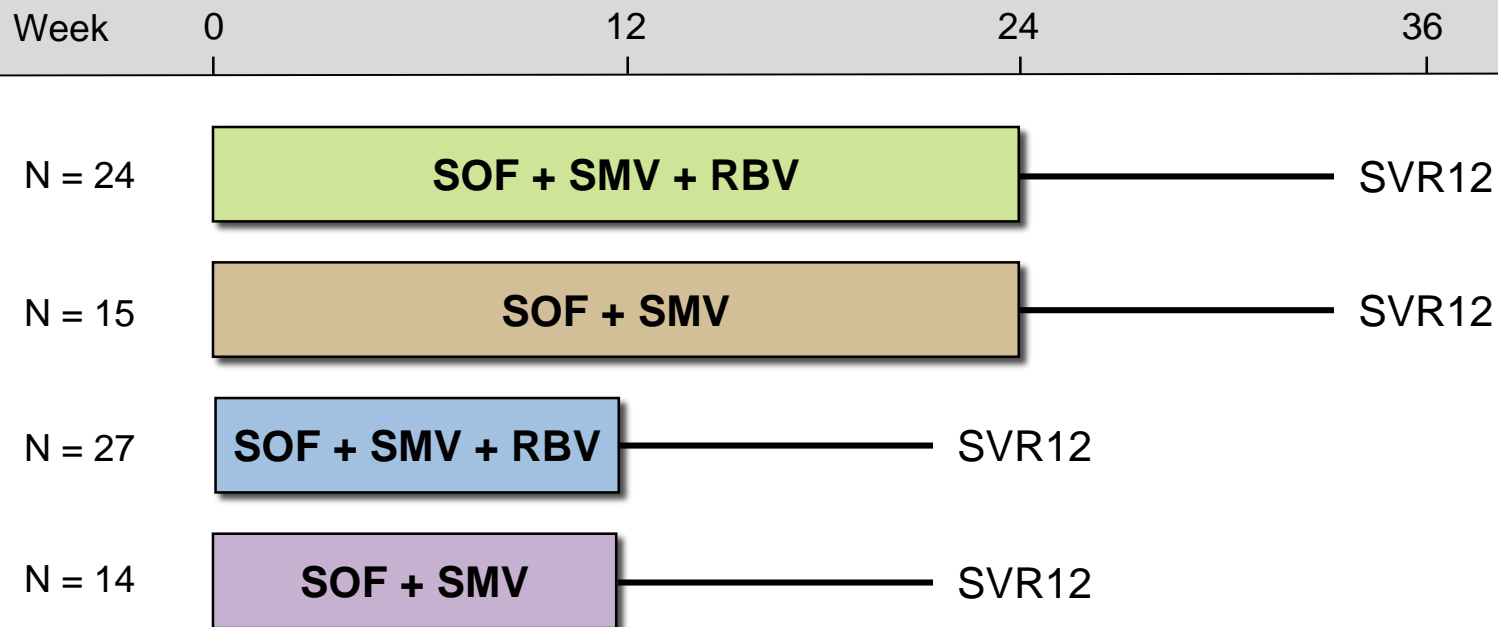 Week 0 12 24 36
N = 24 SOF + SMV + RBV SVR12
N = 15 SOF + SMV SVR12
N = 27 SOF + SMV + RBV SVR12
N = 14 SOF + SMV SVR12